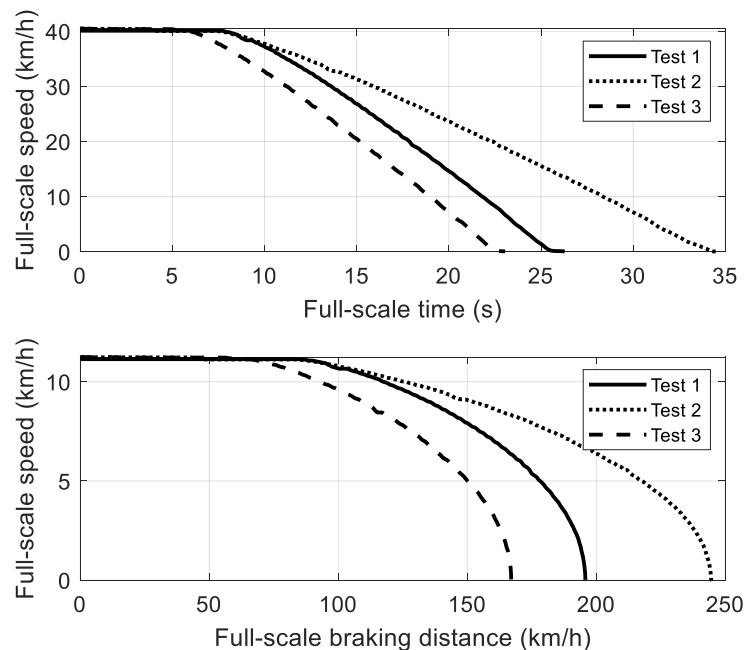 Full-scale speed (km/h)
40
30
20
10
0
Test 1
Test 2
Test 3
0 5 10 15 20 25 30 35
Full-scale time (s)
Full-scale speed (km/h)
10
5
0
Test 1
Test 2
Test 3
0 50 100 150 200 250
Full-scale braking distance (km/h)